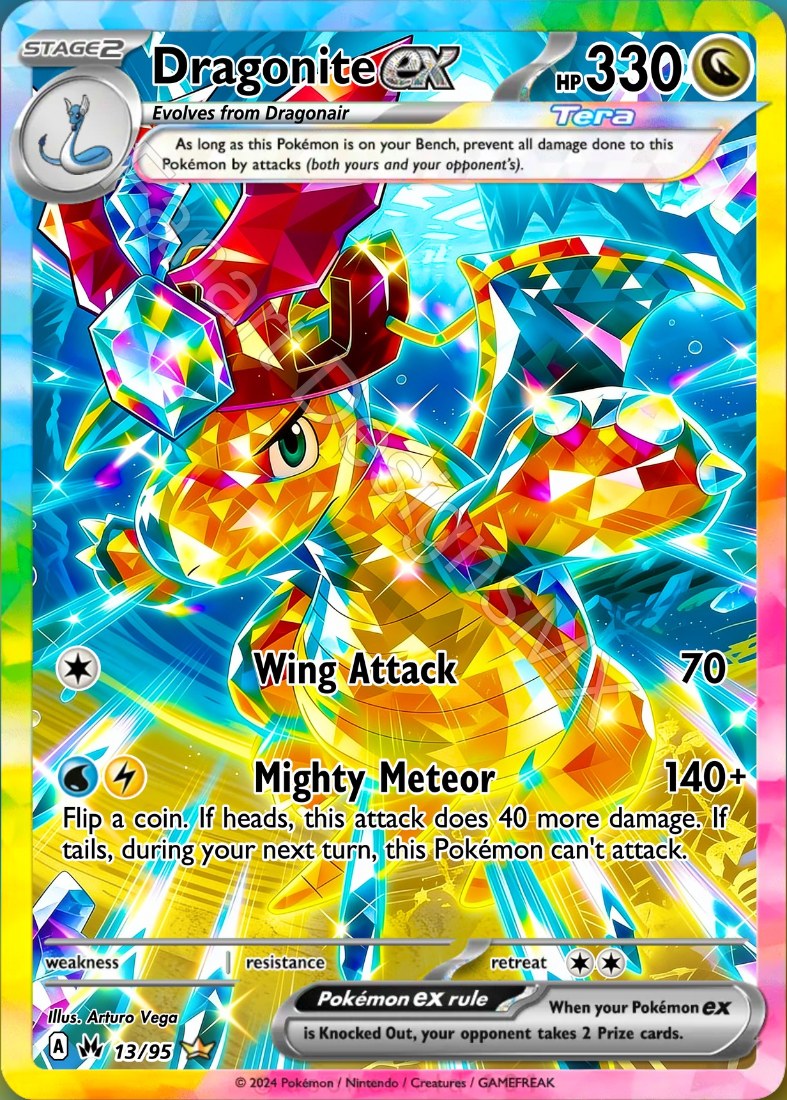 STAGE2
Dragonite ex
HP 330
Evolves from Dragonair
Tera
As long as this Pokémon is on your Bench, prevent all damage done to this
Pokémon by attacks (both yours and your opponent's).
Wing Attack 70
Mighty Meteor 140+
Flip a coin. If heads, this attack does 40 more damage. If
tails, during your next turn, this Pokémon can't attack.
weakness resistance retreat
Illus. Arturo Vega
Pokémon ex rule
When your Pokémon ex
is Knocked Out, your opponent takes 2 Prize cards.
A 13/95
© 2024 Pokémon / Nintendo / Creatures / GAMEFREAK